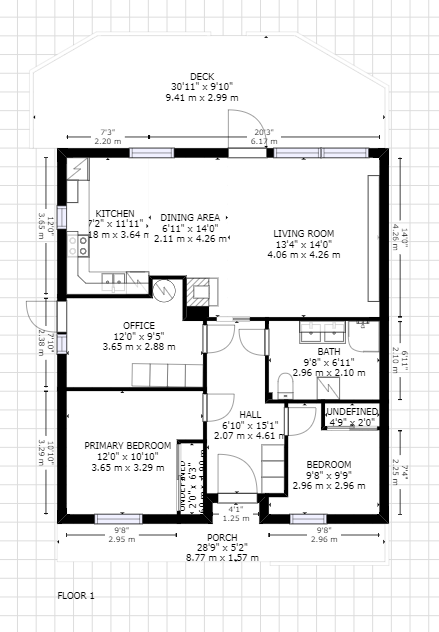 DECK
30'11" x 9'10"
9.41 m x 2.99 m
7'3"
2.20 m
20'3"
6.17 m
12'0"
3.65 m
KITCHEN
7'2" x 11'11"
18 m x 3.64 m
DINING AREA
6'11" x 14'0"
2.11 m x 4.26 m
LIVING ROOM
13'4" x 14'0"
4.06 m x 4.26 m
14'0"
4.26 m
7'10"
2.38 m
OFFICE
12'0" x 9'5"
3.65 m x 2.88 m
BATH
9'8" x 6'11"
2.96 m x 2.10 m
6'11"
2.10 m
HALL
6'10" x 15'1"
2.07 m x 4.61 m
UNDEFINED
4'9" x 2'0"
10'10"
3.29 m
PRIMARY BEDROOM
12'0" x 10'10"
3.65 m x 3.29 m
UNDEFINED
2'0" x 6'3"
BEDROOM
9'8" x 9'9"
2.96 m x 2.96 m
7'4"
2.25 m
4'1"
1.25 m
9'8"
2.95 m
9'8"
2.96 m
PORCH
28'9" x 5'2"
8.77 m x 1.57 m
FLOOR 1